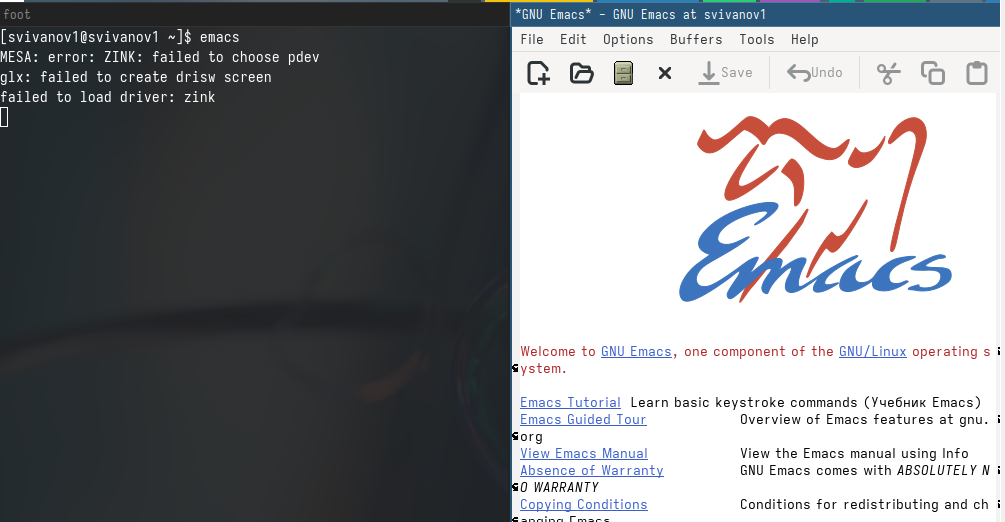 foot
[svivanov1@svivanov1 ~]$ emacs
MESA: error: ZINK: failed to choose pdev
glx: failed to create drisw screen
failed to load driver: zink
*GNU Emacs* - GNU Emacs at svivanov1
File Edit Options Buffers Tools Help
Save Undo
Emacs
Welcome to GNU Emacs, one component of the GNU/Linux operating s
ystem.
Emacs Tutorial Learn basic keystroke commands (Учебник Emacs)
Emacs Guided Tour Overview of Emacs features at gnu.
org
View Emacs Manual View the Emacs manual using Info
Absence of Warranty GNU Emacs comes with ABSOLUTELY N
O WARRANTY
Copying Conditions Conditions for redistributing and ch
anging Emacs